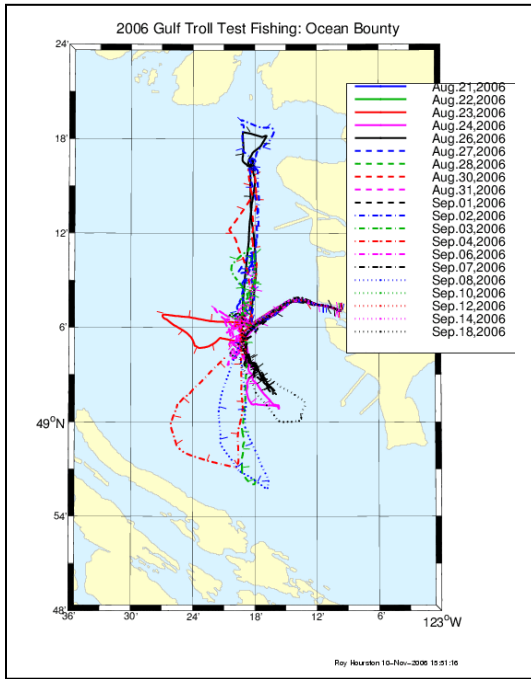 2006 Gulf Troll Test Fishing: Ocean Bounty
24'
18'
12'
6'
49°N
54'
48'
36'
30'
24'
18'
12'
6'
123°W
Aug.21,2006
Aug.22,2006
Aug.23,2006
Aug.24,2006
Aug.26,2006
Aug.27,2006
Aug.28,2006
Aug.30,2006
Aug.31,2006
Sep.01,2006
Sep.02,2006
Sep.03,2006
Sep.04,2006
Sep.06,2006
Sep.07,2006
Sep.08,2006
Sep.10,2006
Sep.12,2006
Sep.14,2006
Sep.18,2006
Roy Hourston 10-Nov-2006 15:51:16